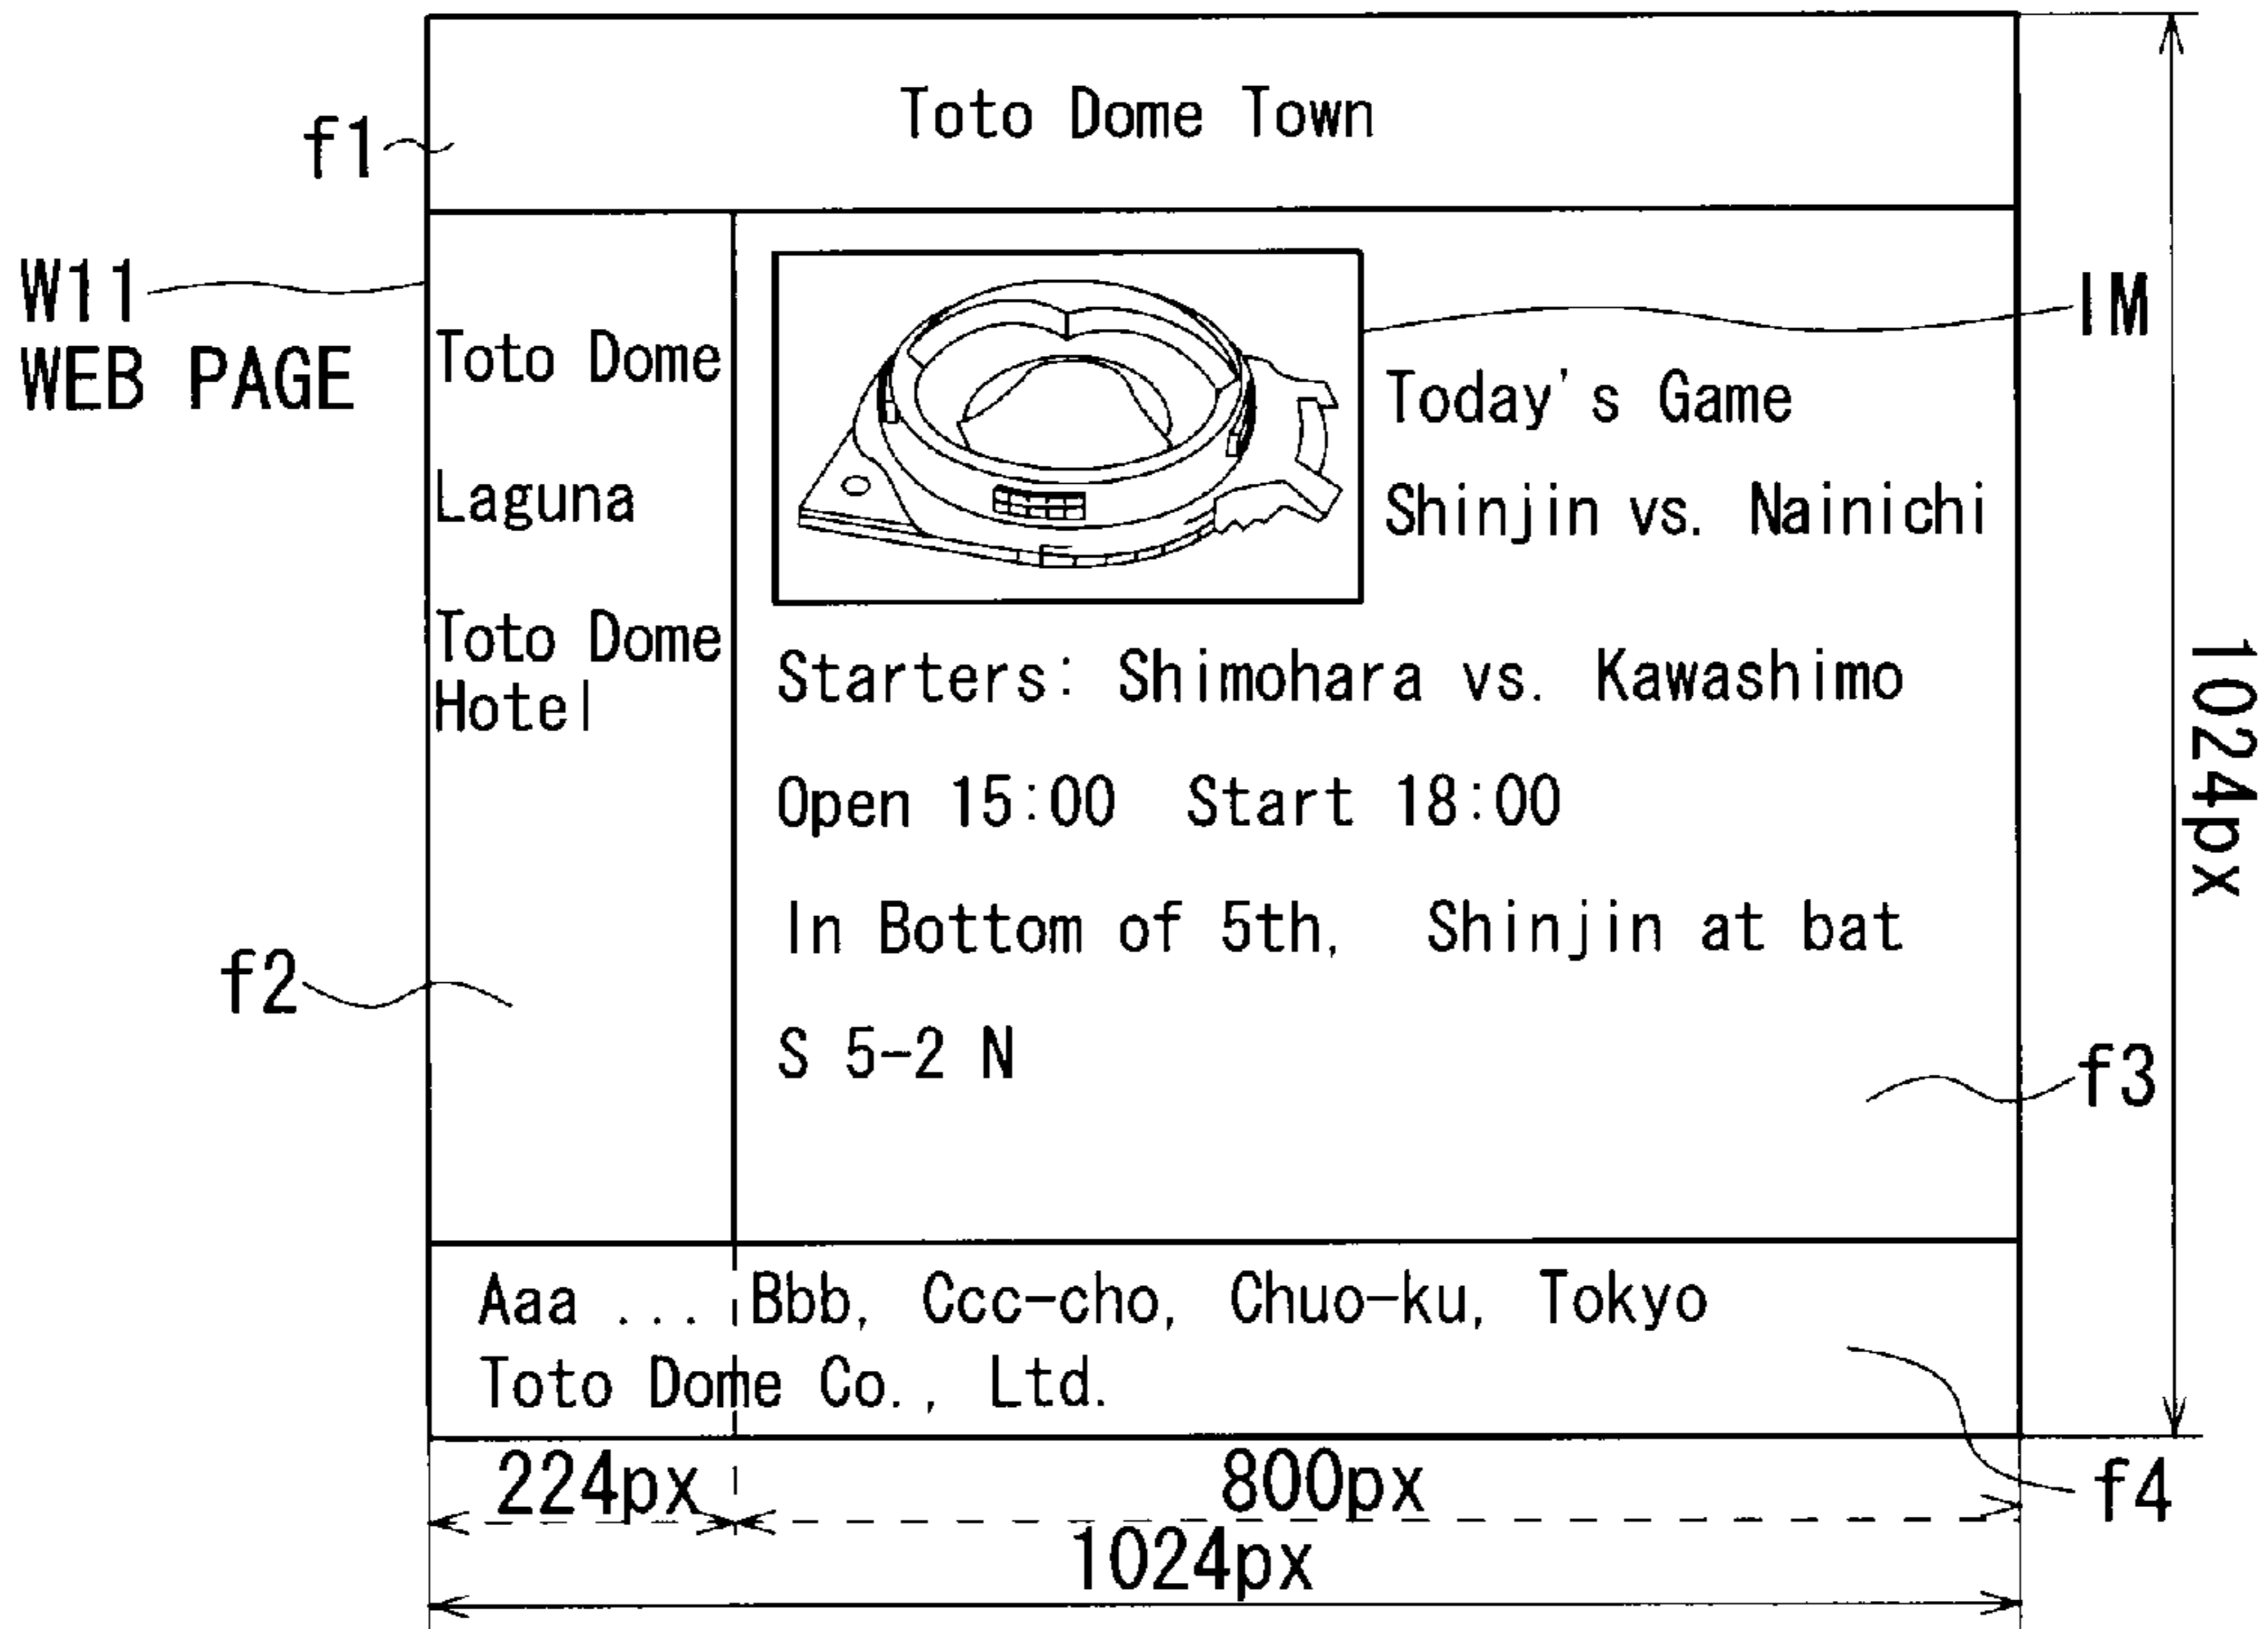 Toto Dome Town
f1
W11
WEB PAGE
Toto Dome
Laguna
Toto Dome
Hotel
f2
IM
Today's Game
Shinjin vs. Nainichi
Starters: Shimohara vs. Kawashimo
Open 15:00 Start 18:00
In Bottom of 5th, Shinjin at bat
S 5-2 N
f3
1024px
Aaa ... Bbb, Ccc-cho, Chuo-ku, Tokyo
Toto Dome Co., Ltd.
f4
224px
800px
1024px